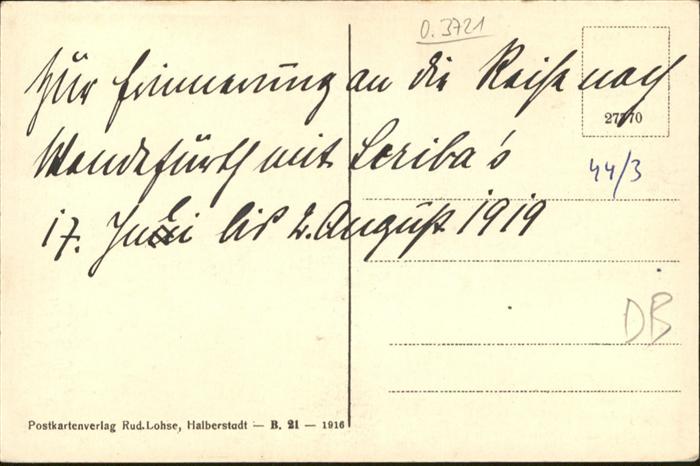 O. 3721
Zur Erinnerung an die Reise nach
27770
Wendefürth mit Scriba's
44/3
17. Juli bis 2. August 1919
DB
Postkartenverlag Rud. Lohse, Halberstadt — B. 21 — 1916